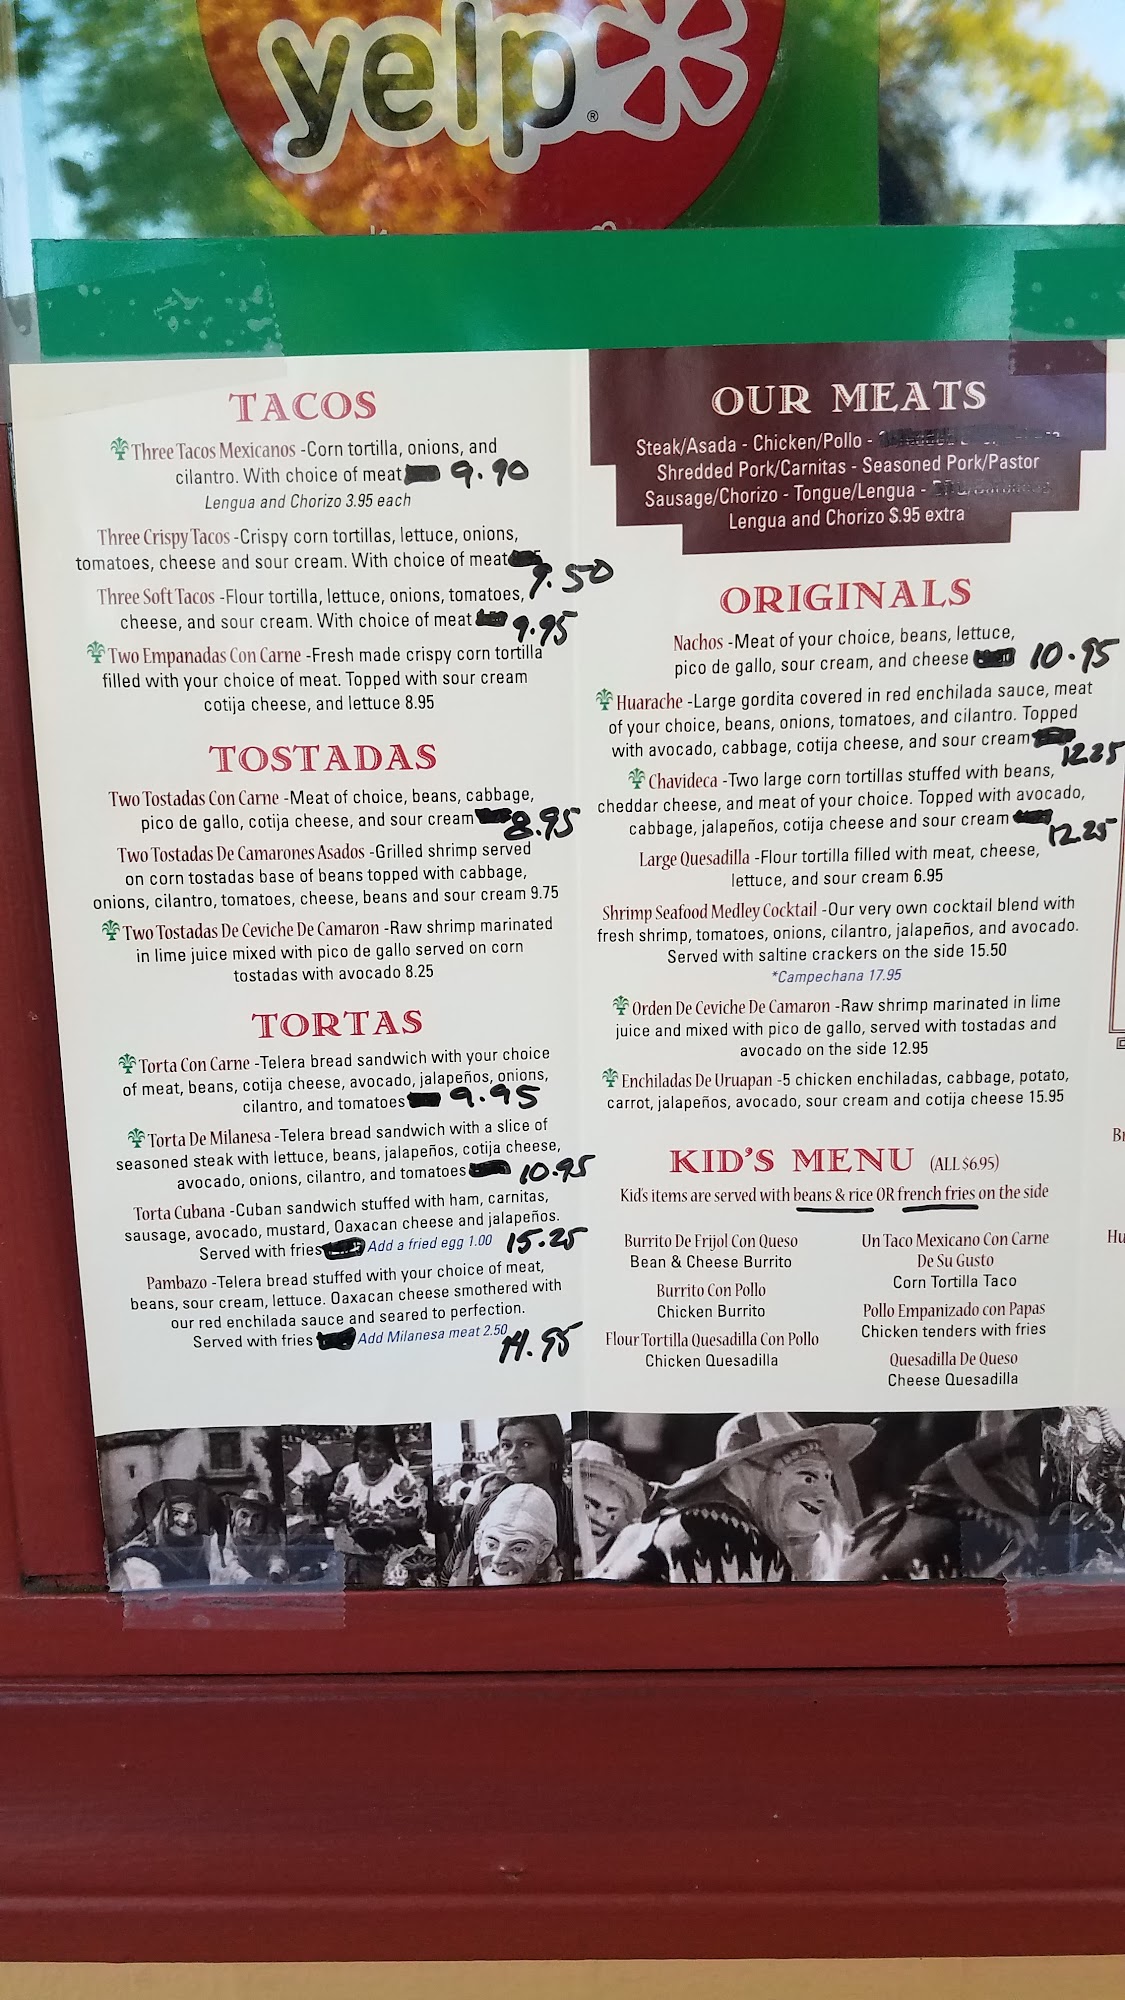 yelp®
TACOS
Three Tacos Mexicanos -Corn tortilla, onions, and
cilantro. With choice of meat 9.90
Lengua and Chorizo 3.95 each
Three Crispy Tacos -Crispy corn tortillas, lettuce, onions,
tomatoes, cheese and sour cream. With choice of meat
9.50
Three Soft Tacos -Flour tortilla, lettuce, onions, tomatoes,
cheese, and sour cream. With choice of meat 9.95
Two Empanadas Con Carne -Fresh made crispy corn tortilla
filled with your choice of meat. Topped with sour cream
cotija cheese, and lettuce 8.95
TOSTADAS
Two Tostadas Con Carne -Meat of choice, beans, cabbage,
pico de gallo, cotija cheese, and sour cream 8.95
Two Tostadas De Camarones Asados -Grilled shrimp served
on corn tostadas base of beans topped with cabbage,
onions, cilantro, tomatoes, cheese, beans and sour cream 9.75
Two Tostadas De Ceviche De Camaron -Raw shrimp marinated
in lime juice mixed with pico de gallo served on corn
tostadas with avocado 8.25
TORTAS
Torta Con Carne -Telera bread sandwich with your choice
of meat, beans, cotija cheese, avocado, jalapeños, onions,
cilantro, and tomatoes 9.95
Torta De Milanesa -Telera bread sandwich with a slice of
seasoned steak with lettuce, beans, jalapeños, cotija cheese,
avocado, onions, cilantro, and tomatoes 10.95
Torta Cubana -Cuban sandwich stuffed with ham, carnitas,
sausage, avocado, mustard, Oaxacan cheese and jalapeños.
Served with fries Add a fried egg 1.00 15.25
Pambazo -Telera bread stuffed with your choice of meat,
beans, sour cream, lettuce. Oaxacan cheese smothered with
our red enchilada sauce and seared to perfection.
Served with fries Add Milanesa meat 2.50
OUR MEATS
Steak/Asada - Chicken/Pollo -
Shredded Pork/Carnitas - Seasoned Pork/Pastor
Sausage/Chorizo - Tongue/Lengua -
Lengua and Chorizo $.95 extra
ORIGINALS
Nachos -Meat of your choice, beans, lettuce,
pico de gallo, sour cream, and cheese 10.95
Huarache -Large gordita covered in red enchilada sauce, meat
of your choice, beans, onions, tomatoes, and cilantro. Topped
with avocado, cabbage, cotija cheese, and sour cream
12.25
Chavideca -Two large corn tortillas stuffed with beans,
cheddar cheese, and meat of your choice. Topped with avocado,
cabbage, jalapeños, cotija cheese and sour cream
12.25
Large Quesadilla -Flour tortilla filled with meat, cheese,
lettuce, and sour cream 6.95
Shrimp Seafood Medley Cocktail -Our very own cocktail blend with
fresh shrimp, tomatoes, onions, cilantro, jalapeños, and avocado.
Served with saltine crackers on the side 15.50
*Campechana 17.95
Orden De Ceviche De Camaron -Raw shrimp marinated in lime
juice and mixed with pico de gallo, served with tostadas and
avocado on the side 12.95
Enchiladas De Uruapan -5 chicken enchiladas, cabbage, potato,
carrot, jalapeños, avocado, sour cream and cotija cheese 15.95
KID'S MENU (ALL $6.95)
Kid's items are served with beans & rice OR french fries on the side
Burrito De Frijol Con Queso
Bean & Cheese Burrito
Burrito Con Pollo
Chicken Burrito
Flour Tortilla Quesadilla Con Pollo
Chicken Quesadilla
Un Taco Mexicano Con Carne
De Su Gusto
Corn Tortilla Taco
Pollo Empanizado con Papas
Chicken tenders with fries
Quesadilla De Queso
Cheese Quesadilla